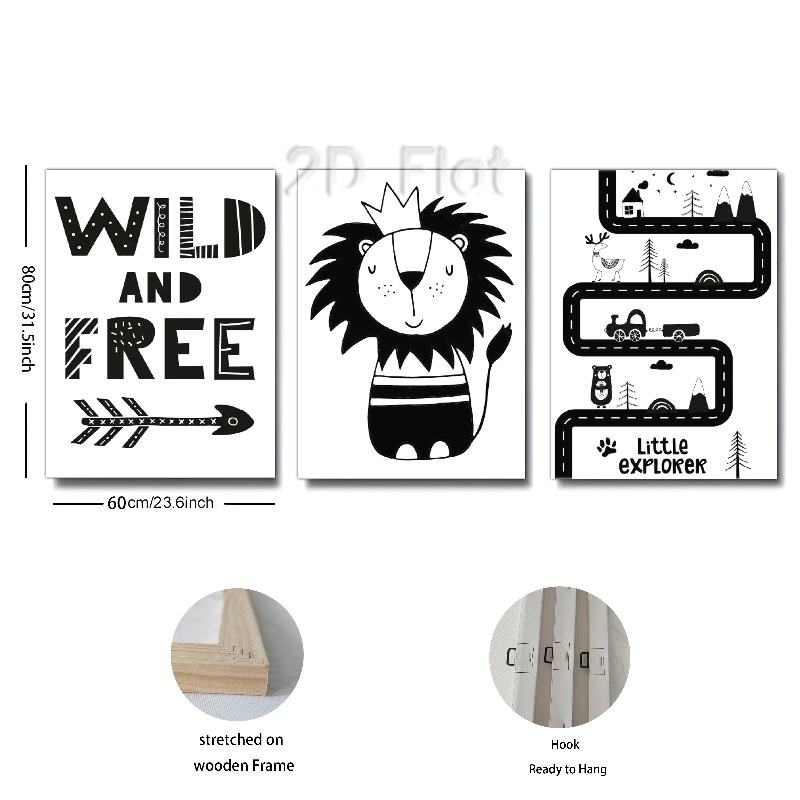 2D Flat
WILD
AND
FREE
Little
explorer
80cm/31.5inch
60cm/23.6inch
stretched on
wooden Frame
Hook
Ready to Hang